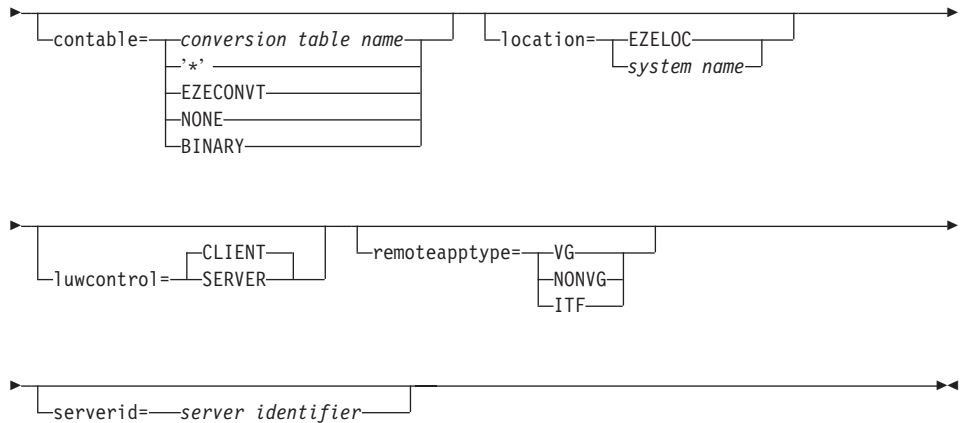 contable= conversion table name
'*'
EZECONVT
NONE
BINARY
location= EZELOC
system name
luwcontrol= CLIENT
SERVER
remoteapptype= VG
NONVG
ITF
serverid= server identifier